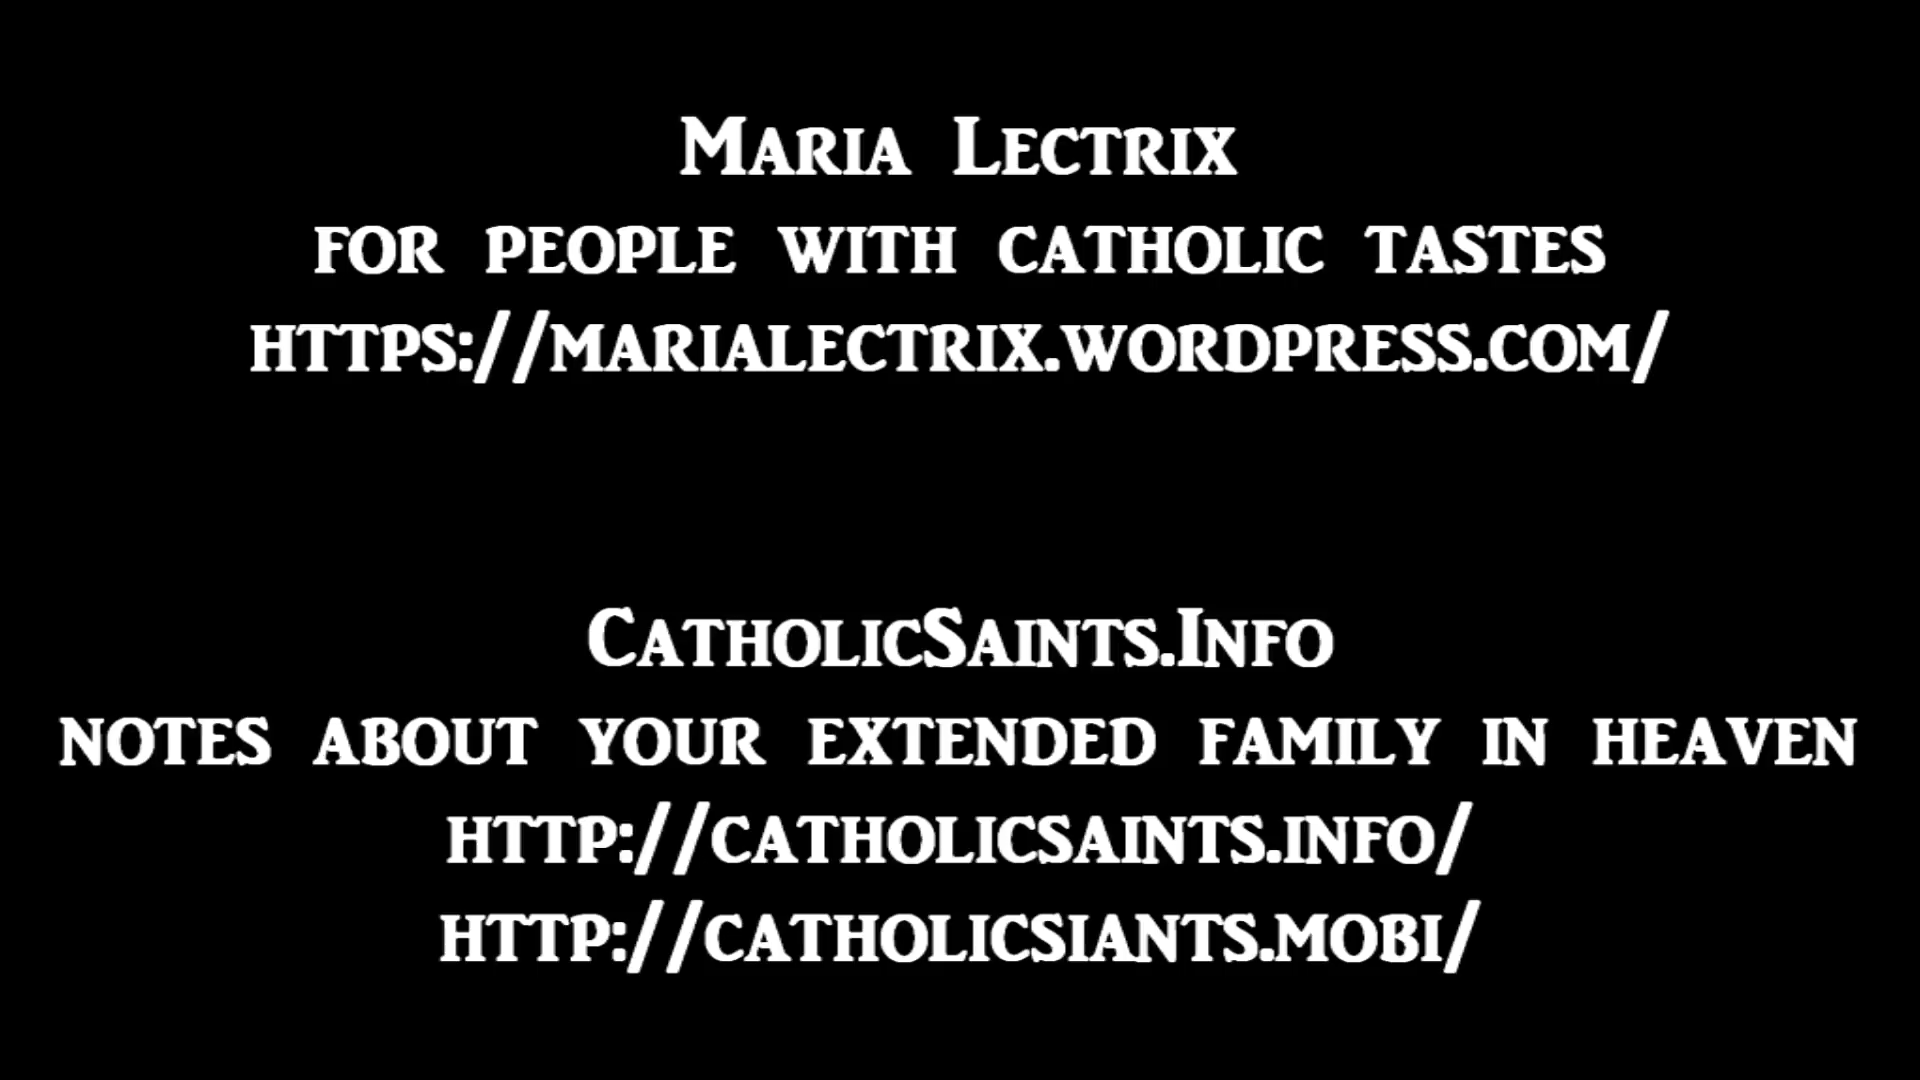 Maria Lectrix
for people with catholic tastes
https://marialectrix.wordpress.com/
CatholicSaints.Info
notes about your extended family in heaven
http://catholicsaints.info/
http://catholicsiants.mobi/